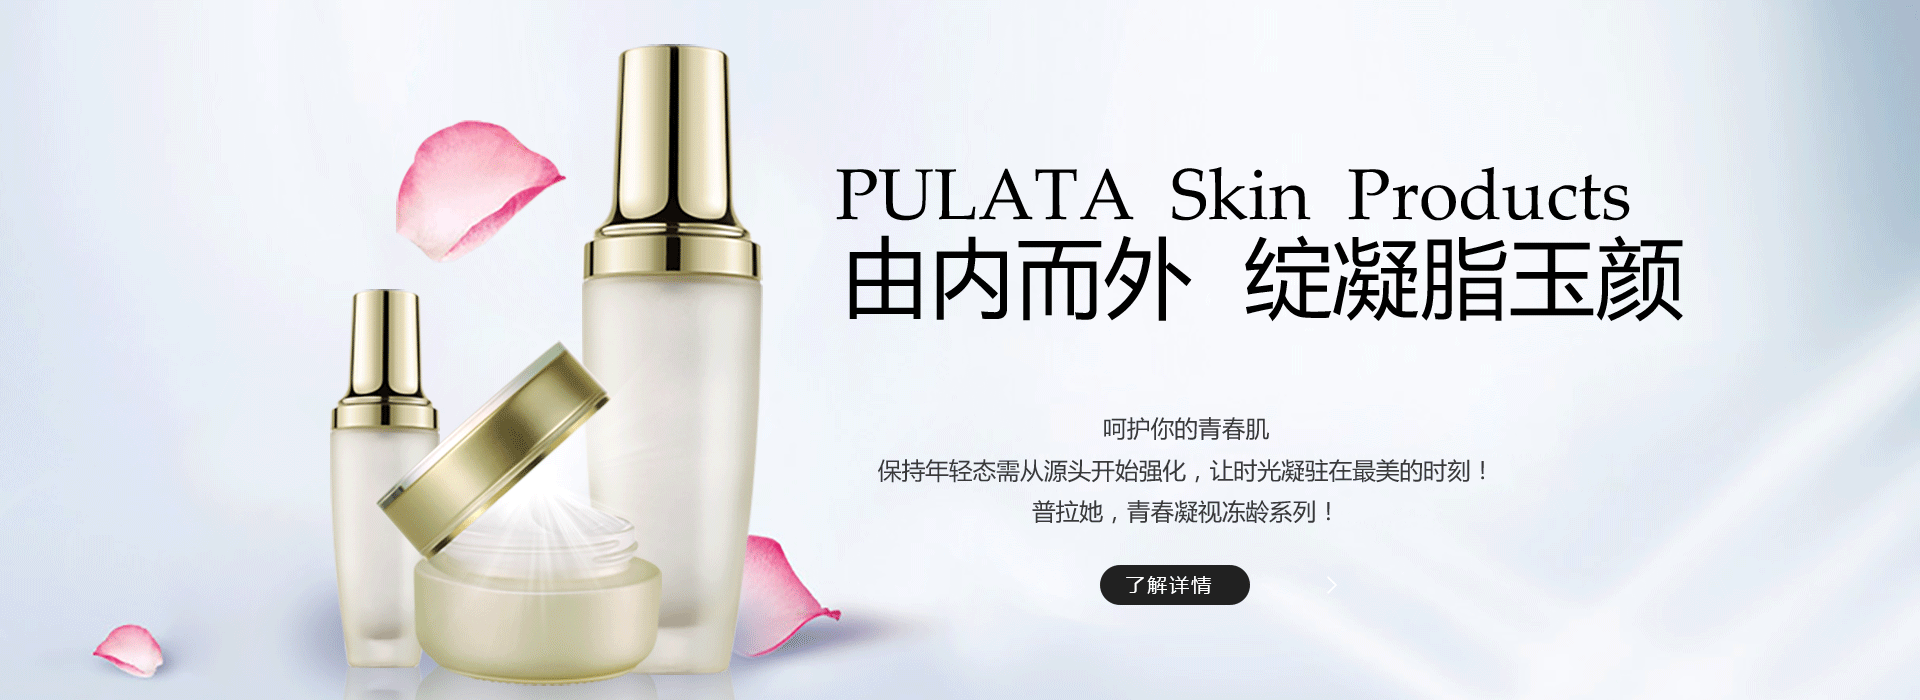 PULATA Skin Products
由内而外 绽凝脂玉颜
呵护你的青春肌
保持年轻态需从源头开始强化，让时光凝驻在最美的时刻！
普拉她，青春凝视冻龄系列！
了解详情